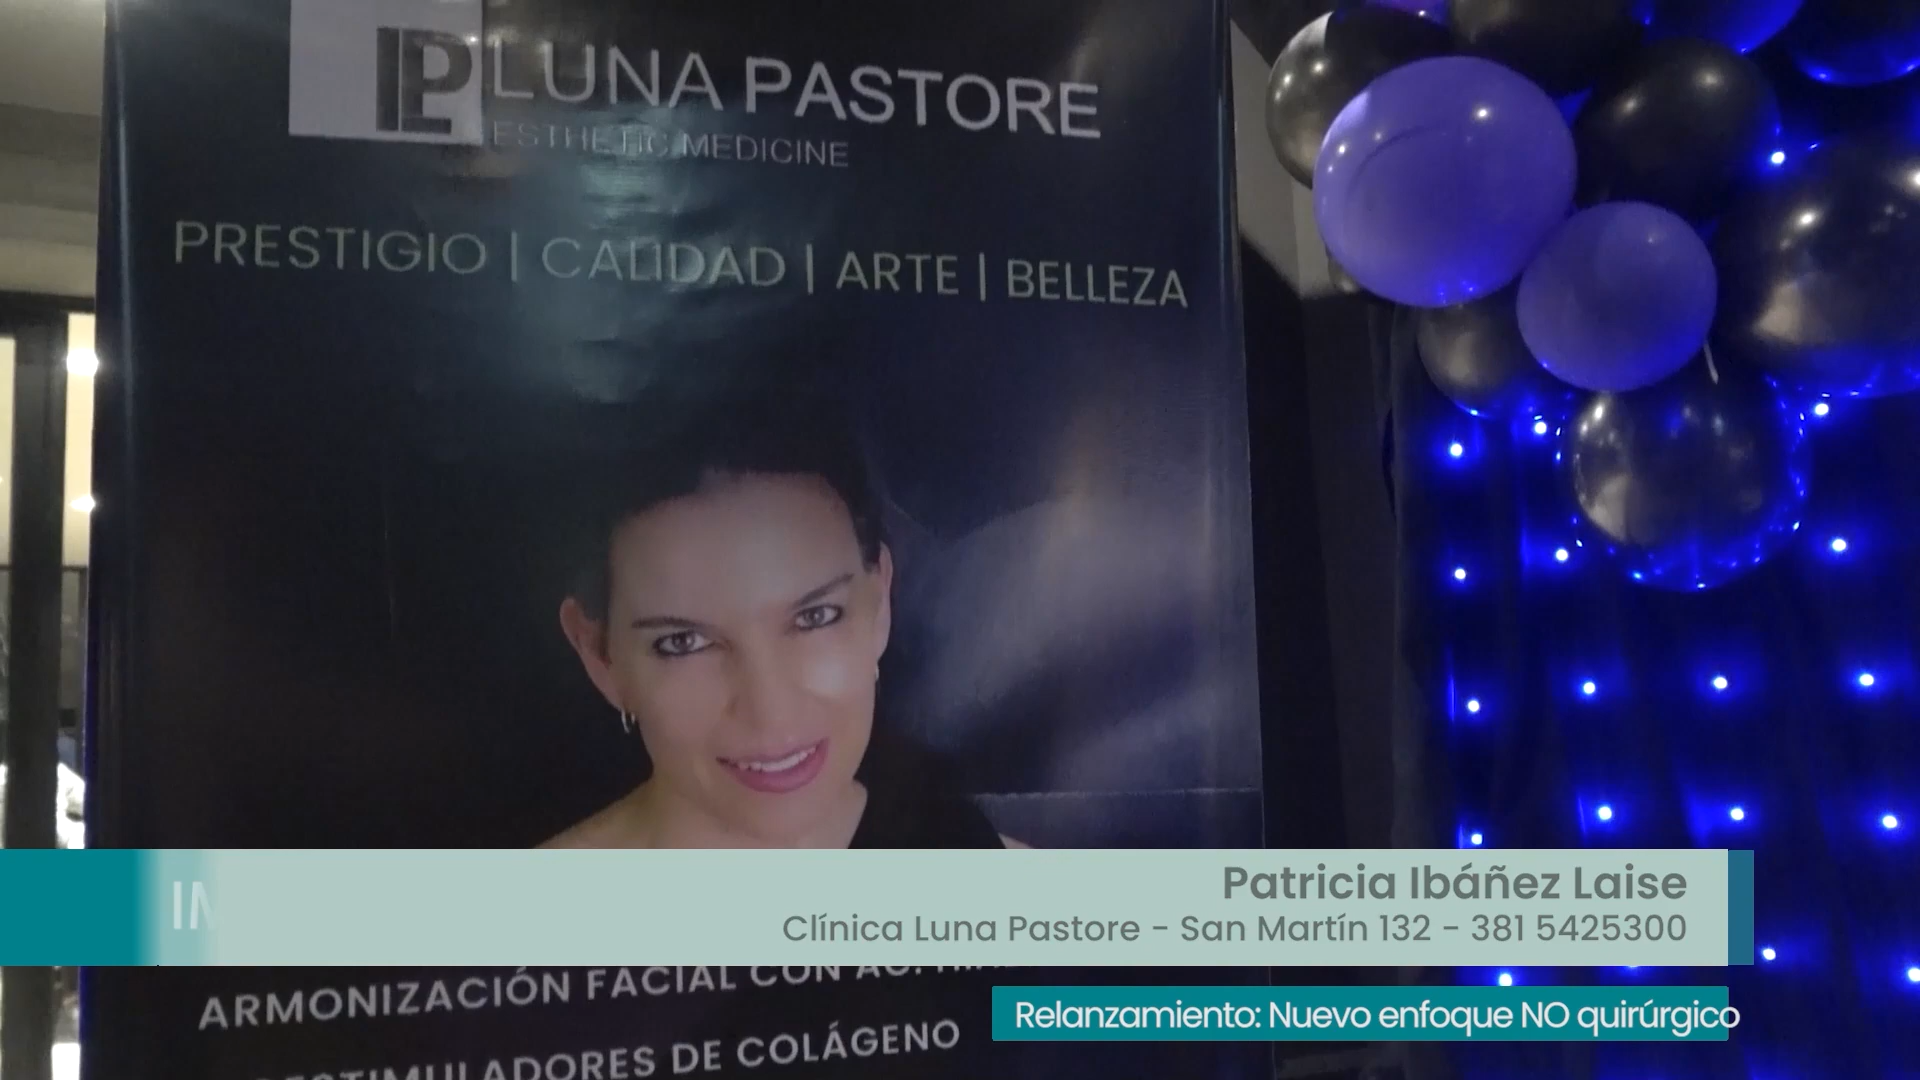 LP LUNA PASTORE
ESTHETIC MEDICINE
PRESTIGIO | CALIDAD | ARTE | BELLEZA
Patricia Ibáñez Laise
Clínica Luna Pastore - San Martín 132 - 381 5425300
ARMONIZACIÓN FACIAL CON AC.
Relanzamiento: Nuevo enfoque NO quirúrgico
DE COLÁGENO